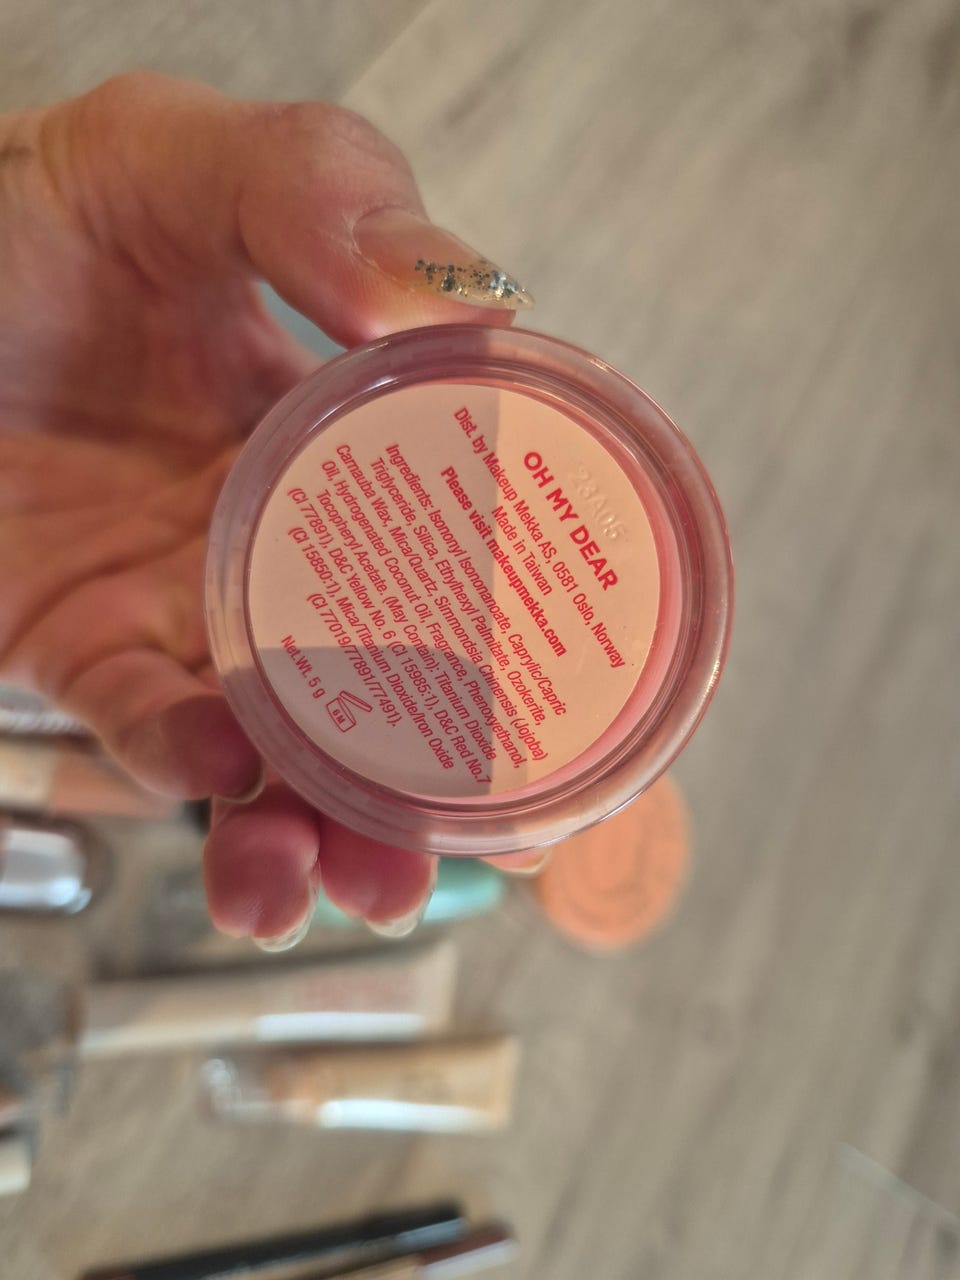 23A05
OH MY DEAR
Dist. by Makeup Mekka AS, 0581 Oslo, Norway
Made in Taiwan
Please visit makeupmekka.com
Ingredients: Isononyl Isononanoate, Caprylic/Capric
Triglyceride, Silica, Ethylhexyl Palmitate, Ozokerite,
Carnauba Wax, Mica/Quartz, Simmondsia Chinensis (Jojoba)
Oil, Hydrogenated Coconut Oil, Fragrance, Phenoxyethanol,
Tocopheryl Acetate. (May Contain): Titanium Dioxide
(CI 77891), D&C Yellow No. 6 (CI 15985:1), D&C Red No.7
(CI 15850:1), Mica/Titanium Dioxide/Iron Oxide
(CI 77019/77891/77491).
Net.Wt. 5 g
6M